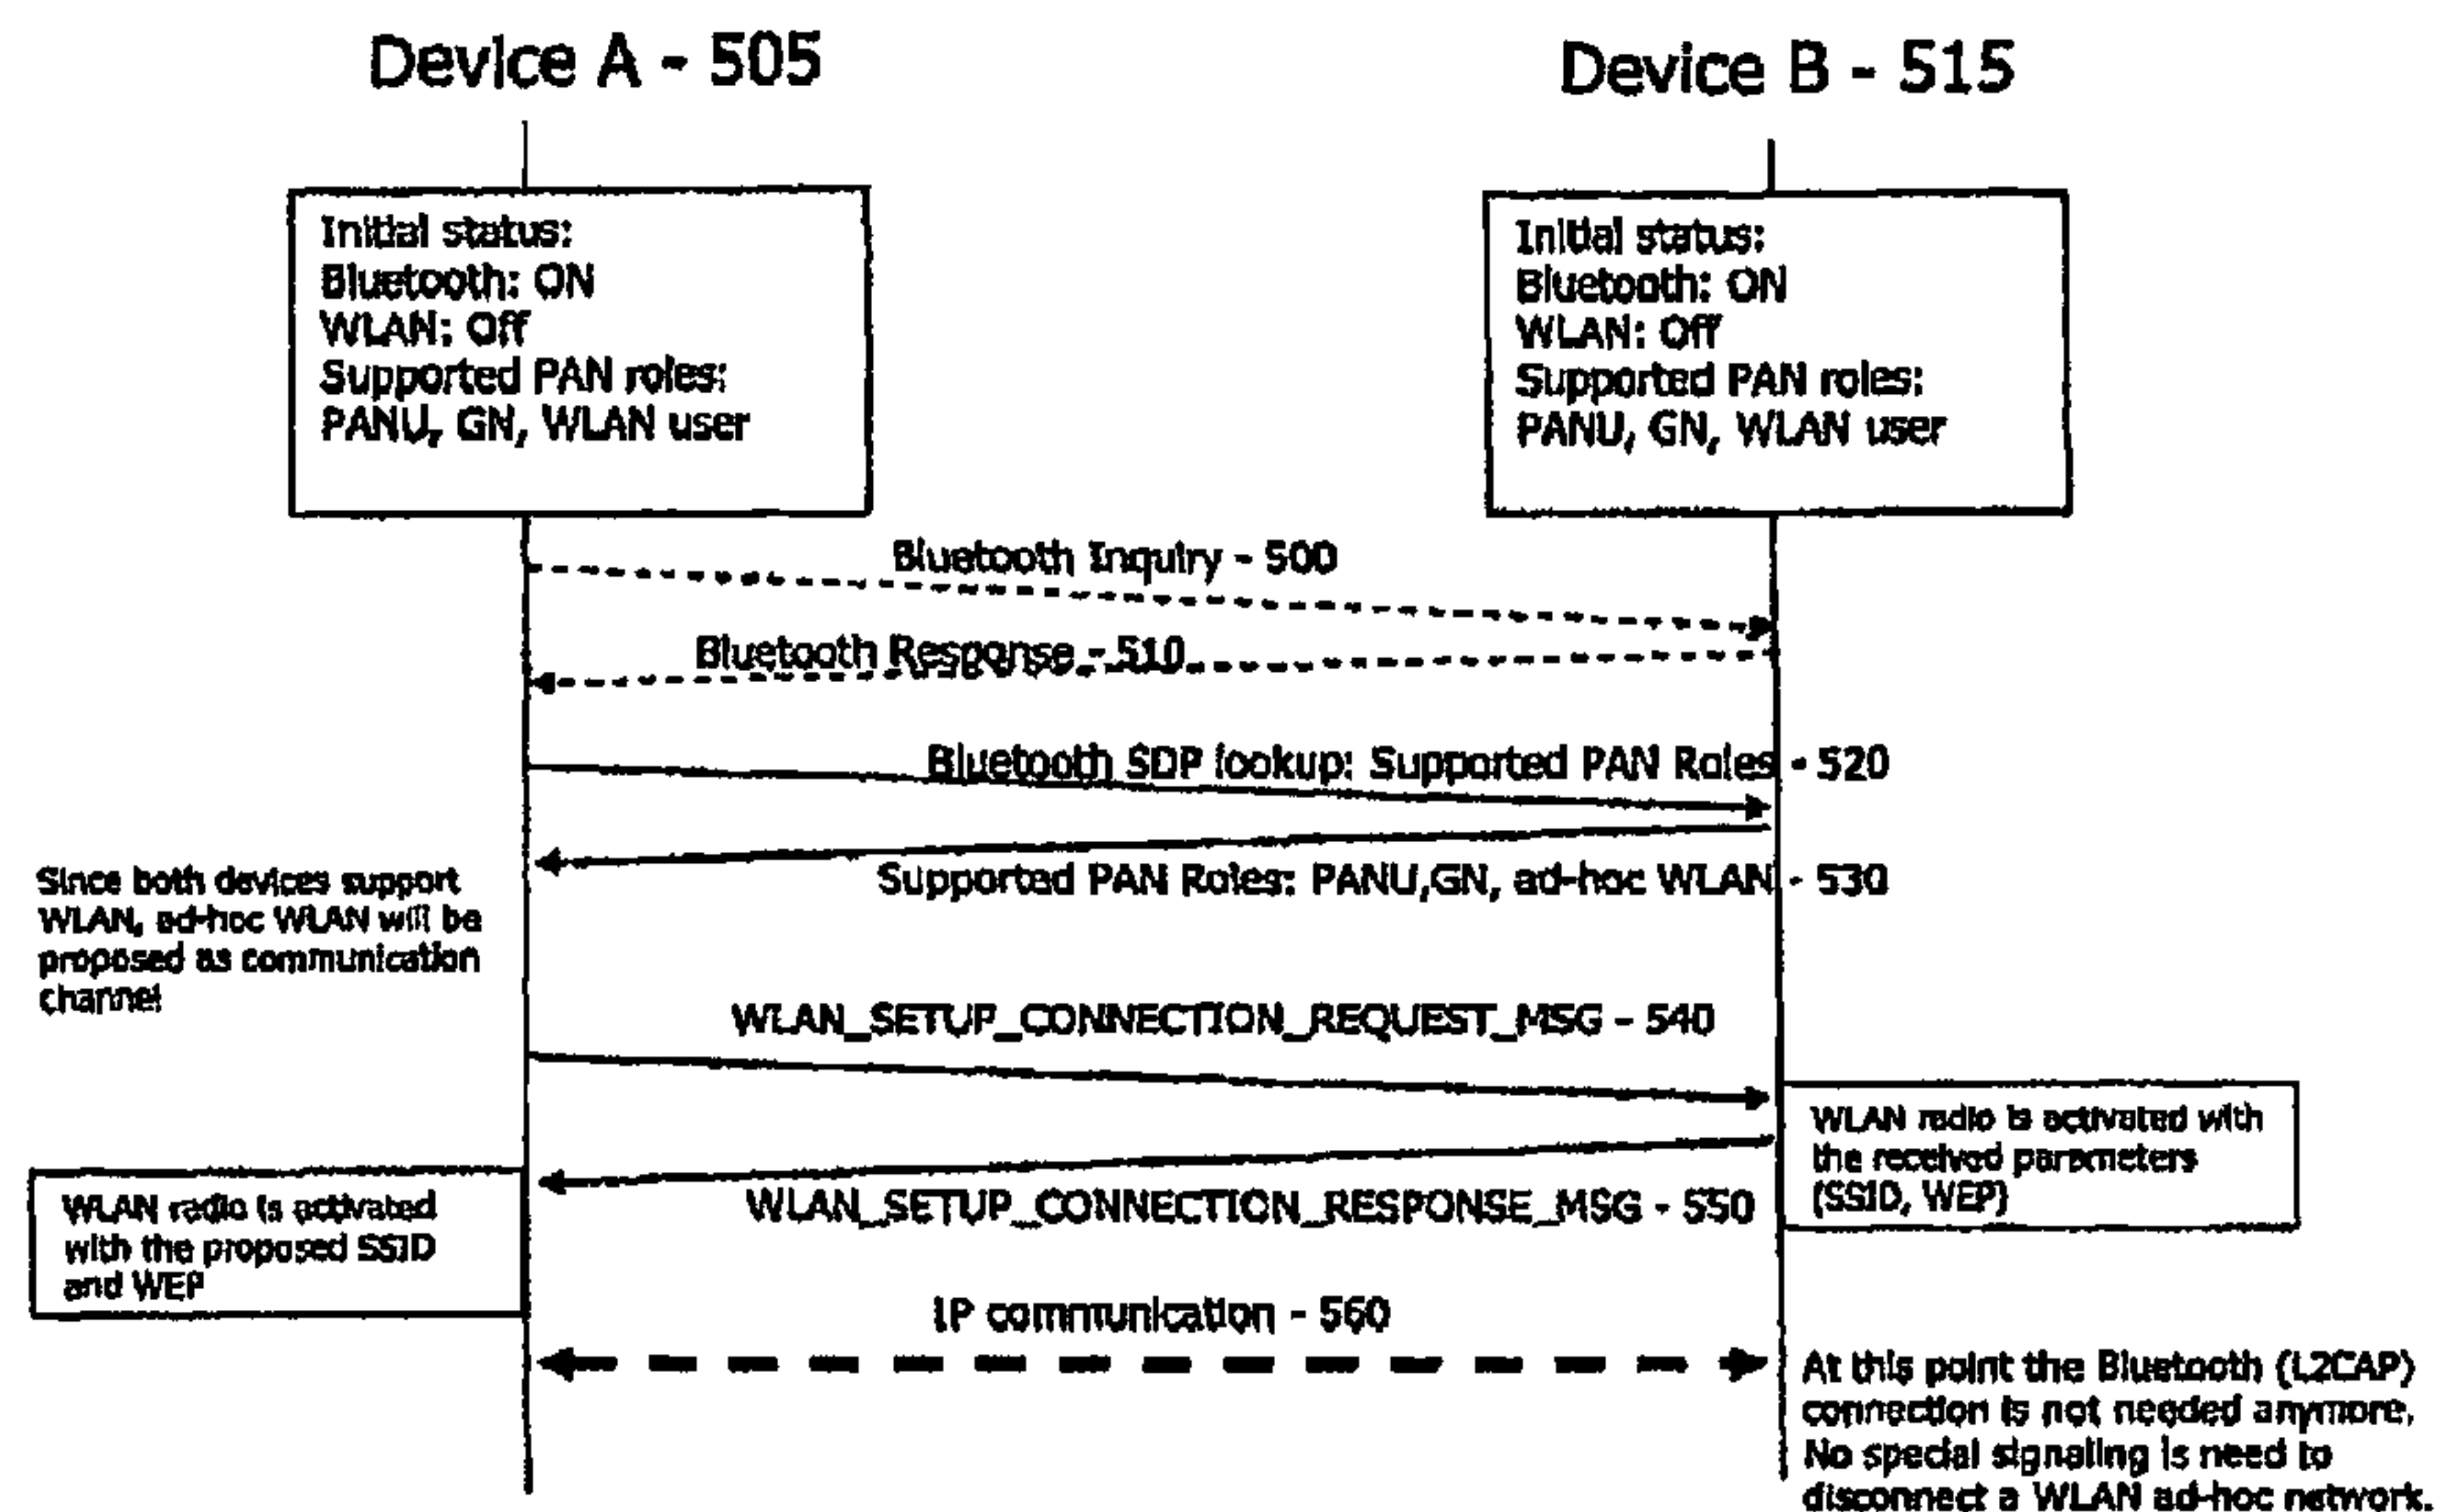 Device A - 505
Device B - 515
Initial status:
Bluetooth: ON
WLAN: Off
Supported PAN roles:
PANU, GN, WLAN user
Initial status:
Bluetooth: ON
WLAN: Off
Supported PAN roles:
PANU, GN, WLAN user
Bluetooth Inquiry - 500
Bluetooth Response - 510
Bluetooth SDP lookup: Supported PAN Roles - 520
Supported PAN Roles: PANU,GN, ad-hoc WLAN - 530
Since both devices support
WLAN, ad-hoc WLAN will be
proposed as communication
channel
WLAN_SETUP_CONNECTION_REQUEST_MSG - 540
WLAN radio is activated with
the received parameters
(SSID, WEP)
WLAN_SETUP_CONNECTION_RESPONSE_MSG - 550
WLAN radio is activated
with the proposed SSID
and WEP
IP communication - 560
At this point the Bluetooth (L2CAP)
connection is not needed anymore.
No special signaling is need to
disconnect a WLAN ad-hoc network.